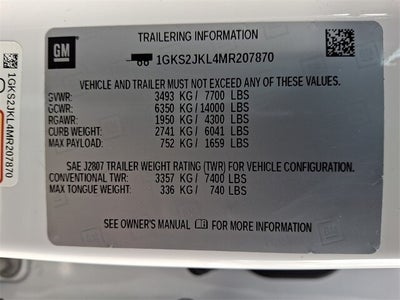 GM
TRAILERING INFORMATION
1GKS2JKL4MR207870
VEHICLE AND TRAILER MUST NOT EXCEED ANY OF THESE VALUES.
GVWR: 3493 KG / 7700 LBS
GCWR: 6350 KG / 14000 LBS
RGAWR: 1950 KG / 4300 LBS
CURB WEIGHT: 2741 KG / 6041 LBS
MAX PAYLOAD: 752 KG / 1659 LBS
SAE J2807 TRAILER WEIGHT RATING (TWR) FOR VEHICLE CONFIGURATION.
CONVENTIONAL TWR: 3357 KG / 7400 LBS
MAX TONGUE WEIGHT: 336 KG / 740 LBS
SEE OWNER'S MANUAL FOR MORE INFORMATION
1GKS2JKL4MR207870